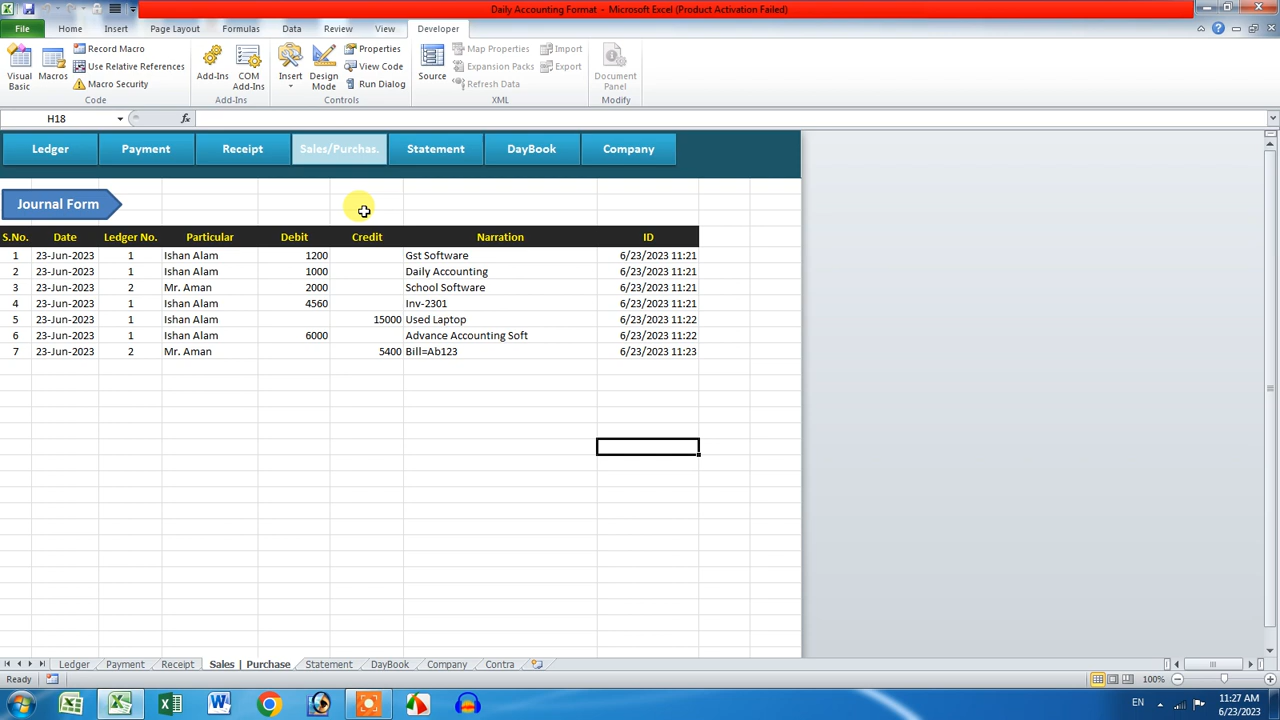 Daily Accounting Format - Microsoft Excel (Product Activation Failed)
File Home Insert Page Layout Formulas Data Review View Developer
Visual Basic
Macros
Record Macro
Use Relative References
Macro Security
Code
Add-Ins
COM Add-Ins
Add-Ins
Insert
Design Mode
Properties
View Code
Run Dialog
Controls
Source
Map Properties
Expansion Packs
Refresh Data
Import
Export
XML
Document Panel
Modify
H18 fx
Ledger Payment Receipt Sales/Purchas. Statement DayBook Company
Journal Form
S.No. Date Ledger No. Particular Debit Credit Narration ID
1 23-Jun-2023 1 Ishan Alam 1200 Gst Software 6/23/2023 11:21
2 23-Jun-2023 1 Ishan Alam 1000 Daily Accounting 6/23/2023 11:21
3 23-Jun-2023 2 Mr. Aman 2000 School Software 6/23/2023 11:21
4 23-Jun-2023 1 Ishan Alam 4560 Inv-2301 6/23/2023 11:21
5 23-Jun-2023 1 Ishan Alam 15000 Used Laptop 6/23/2023 11:22
6 23-Jun-2023 1 Ishan Alam 6000 Advance Accounting Soft 6/23/2023 11:22
7 23-Jun-2023 2 Mr. Aman 5400 Bill=Ab123 6/23/2023 11:23
Ledger Payment Receipt Sales | Purchase Statement DayBook Company Contra
Ready 100%
EN 11:27 AM
6/23/2023